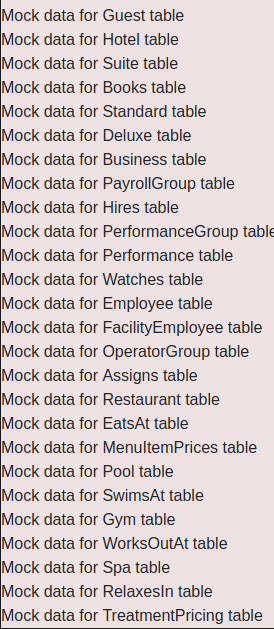 Mock data for Guest table
Mock data for Hotel table
Mock data for Suite table
Mock data for Books table
Mock data for Standard table
Mock data for Deluxe table
Mock data for Business table
Mock data for PayrollGroup table
Mock data for Hires table
Mock data for PerformanceGroup table
Mock data for Performance table
Mock data for Watches table
Mock data for Employee table
Mock data for FacilityEmployee table
Mock data for OperatorGroup table
Mock data for Assigns table
Mock data for Restaurant table
Mock data for EatsAt table
Mock data for MenuItemPrices table
Mock data for Pool table
Mock data for SwimsAt table
Mock data for Gym table
Mock data for WorksOutAt table
Mock data for Spa table
Mock data for RelaxesIn table
Mock data for TreatmentPricing table